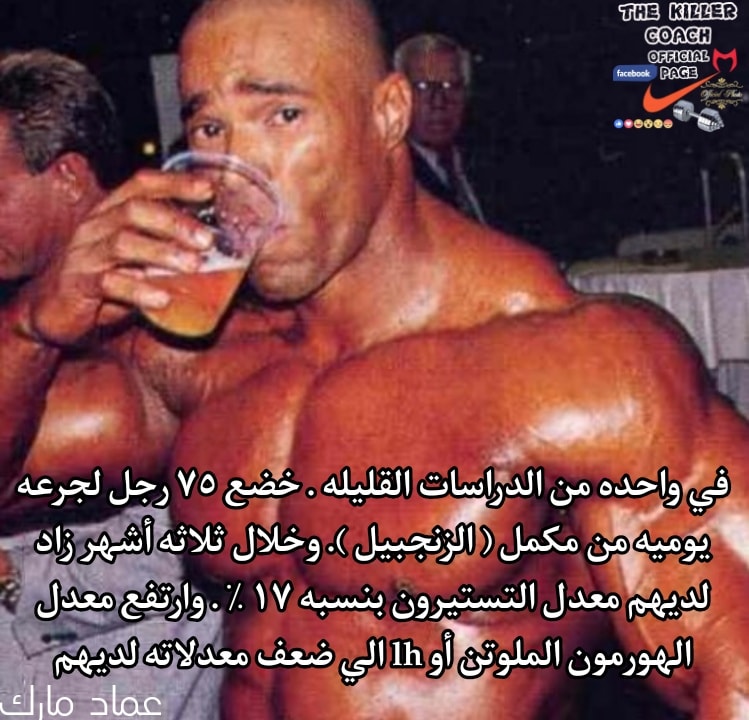 THE KILLER
COACH
OFFICIAL
facebook PAGE
في واحده من الدراسات القليله . خضع ٧٥ رجل لجرعه
يوميه من مكمل ( الزنجبيل ). وخلال ثلاثه أشهر زاد
لديهم معدل التستيرون بنسبه ١٧ ٪ . وارتفع معدل
الهورمون الملوتن أو lh الي ضعف معدلاته لديهم
عماد مارك